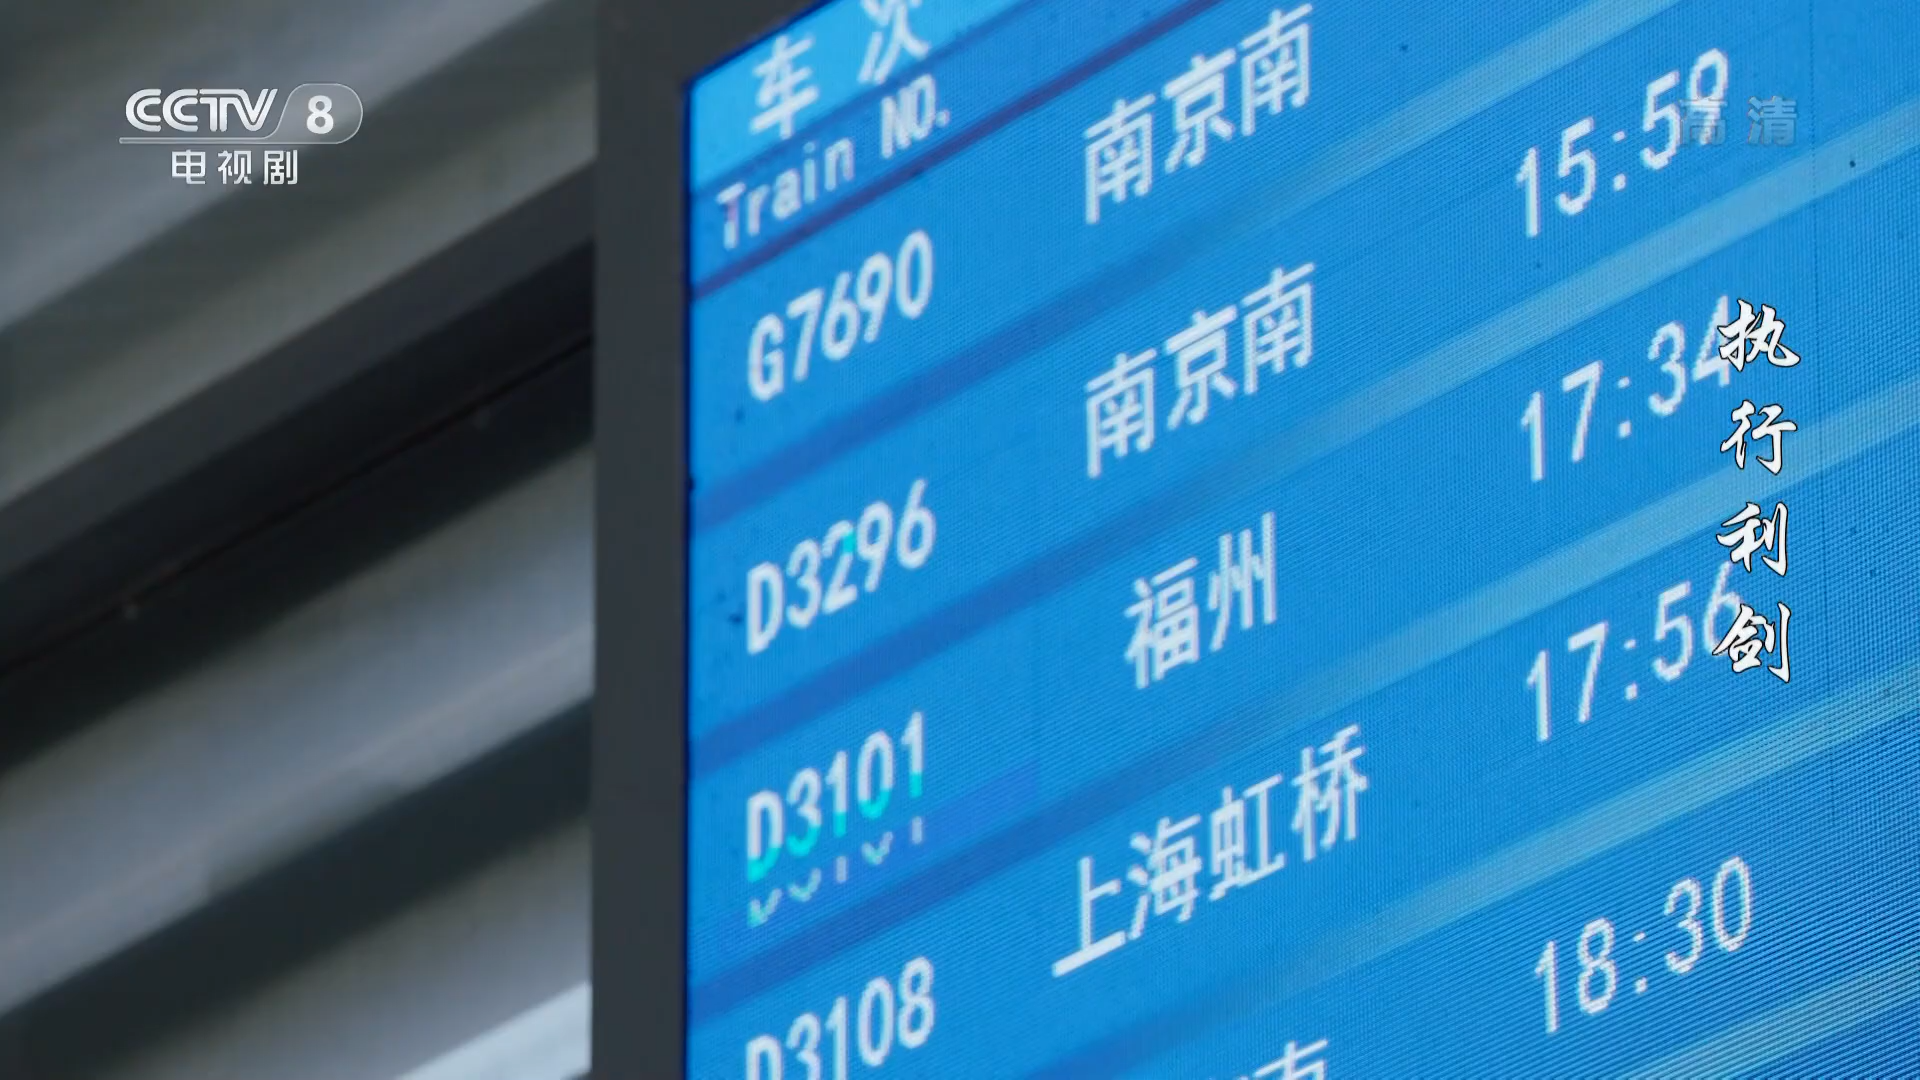 CCTV 8
电视剧
高清
车次
Train NO.
G7690 南京南
D3296 南京南 15:59
D3101 福州 17:34
D3108 上海虹桥 17:56
南 18:30
执行利剑